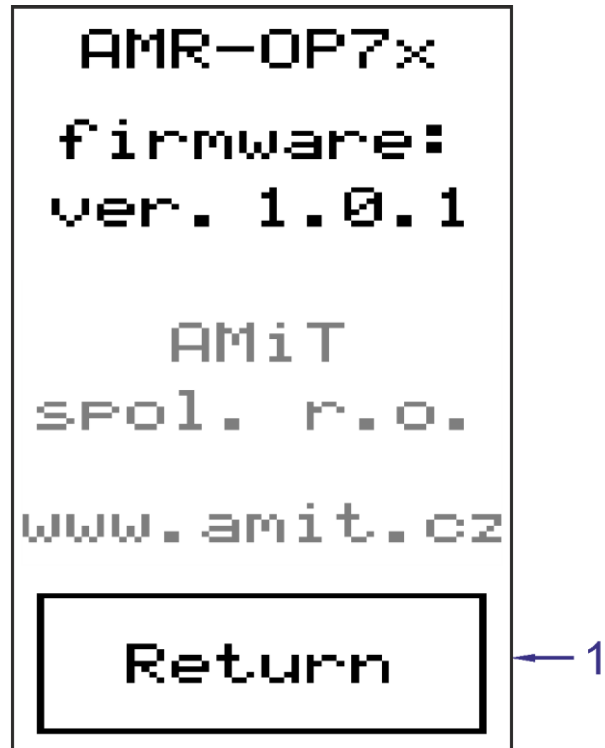 AMR-OP7x
firmware:
ver. 1.0.1
AMiT
spol. r.o.
www.amit.cz
Return
1